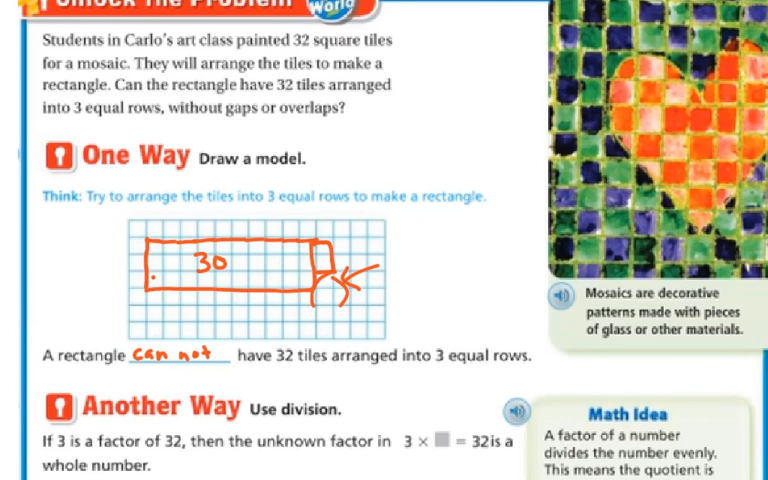 Unlock the Problem
World
Students in Carlo's art class painted 32 square tiles
for a mosaic. They will arrange the tiles to make a
rectangle. Can the rectangle have 32 tiles arranged
into 3 equal rows, without gaps or overlaps?
One Way Draw a model.
Think: Try to arrange the tiles into 3 equal rows to make a rectangle.
30
A rectangle can not have 32 tiles arranged into 3 equal rows.
Mosaics are decorative
patterns made with pieces
of glass or other materials.
Another Way Use division.
If 3 is a factor of 32, then the unknown factor in 3 × ■ = 32 is a
whole number.
Math Idea
A factor of a number
divides the number evenly.
This means the quotient is